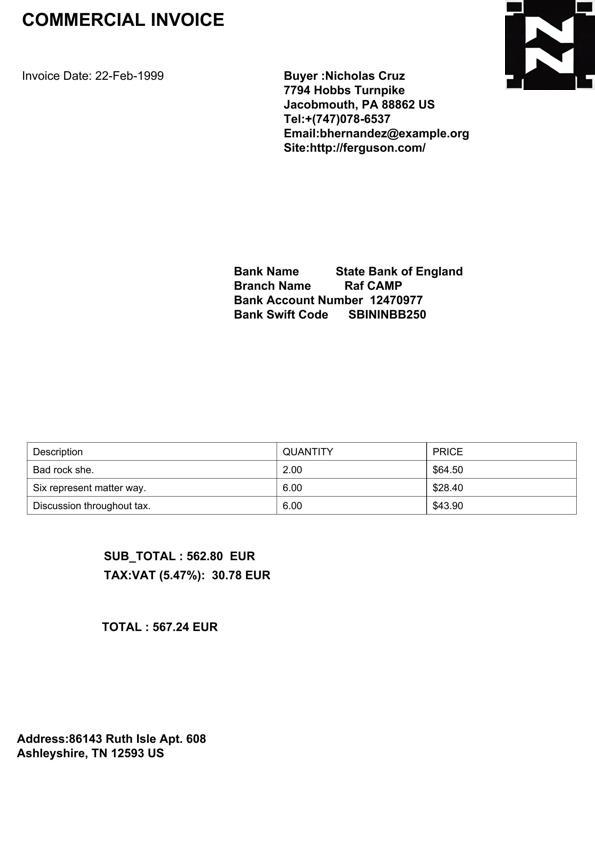 COMMERCIAL INVOICE
Invoice Date: 22-Feb-1999
Buyer :Nicholas Cruz
7794 Hobbs Turnpike
Jacobmouth, PA 88862 US
Tel:+(747)078-6537
Email:bhernandez@example.org
Site:http://ferguson.com/
Bank Name State Bank of England
Branch Name Raf CAMP
Bank Account Number 12470977
Bank Swift Code SBININBB250
Description QUANTITY PRICE
Bad rock she. 2.00 $64.50
Six represent matter way. 6.00 $28.40
Discussion throughout tax. 6.00 $43.90
SUB_TOTAL : 562.80 EUR
TAX:VAT (5.47%): 30.78 EUR
TOTAL : 567.24 EUR
Address:86143 Ruth Isle Apt. 608
Ashleyshire, TN 12593 US